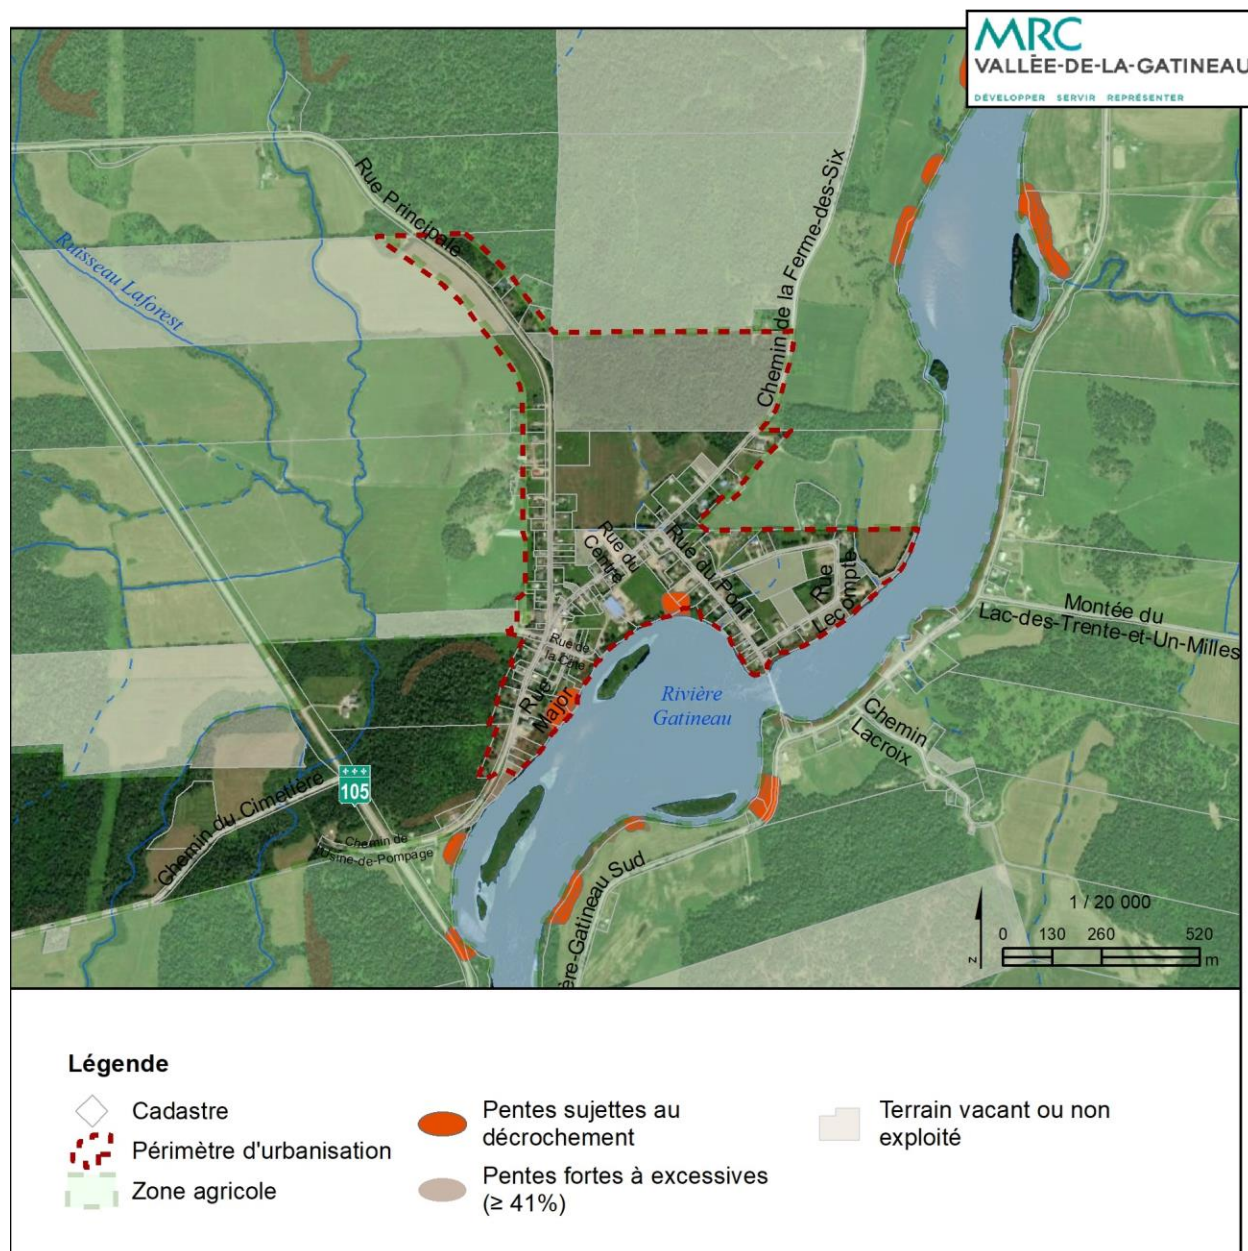 MRC
VALLÉE-DE-LA-GATINEAU
DÉVELOPPER SERVIR REPRÉSENTER
Rue Principale
Chemin de la Ferme-des-Six
Ruisseau Laforest
Rue du
Centre
Rue du Pont
Rue
Lecompte
Montée du
Lac-des-Trente-et-Un-Milles
Rue de
la Côte
Rue
Major
Rivière
Gatineau
Chemin
Lacroix
105
Chemin du Cimetière
Chemin de
Usine-de-Pompage
ère-Gatineau Sud
1 / 20 000
0 130 260 520
m
z
Légende
Cadastre
Périmètre d'urbanisation
Zone agricole
Pentes sujettes au
décrochement
Pentes fortes à excessives
(≥ 41%)
Terrain vacant ou non
exploité